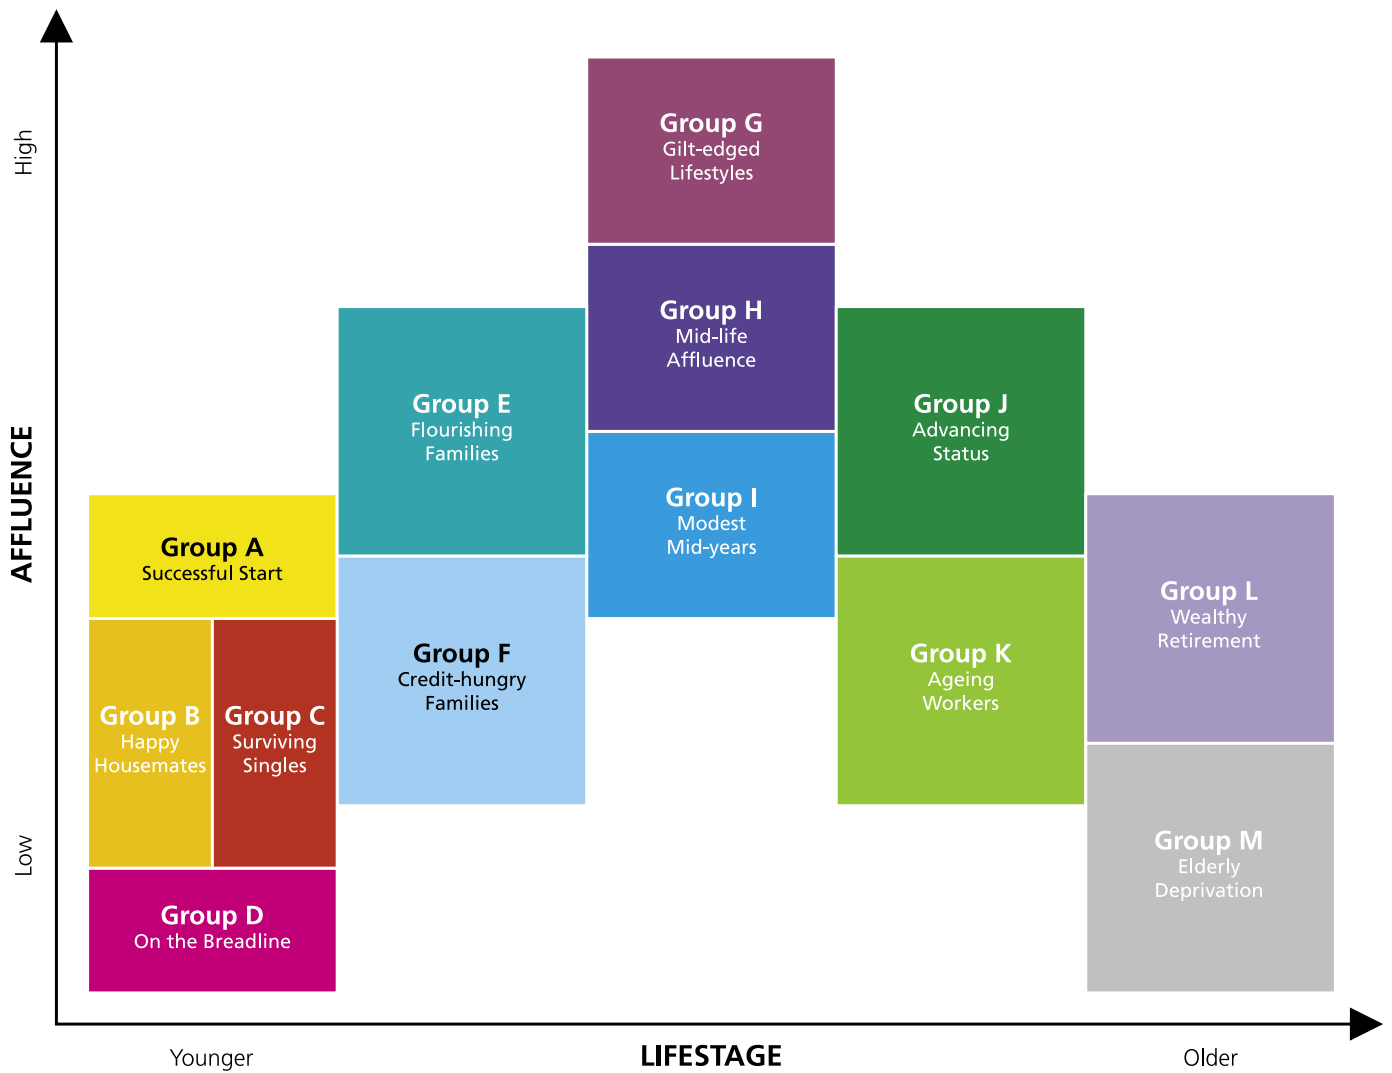 High
AFFLUENCE
Low
Group G
Gilt-edged
Lifestyles
Group H
Mid-life
Affluence
Group I
Modest
Mid-years
Group E
Flourishing
Families
Group F
Credit-hungry
Families
Group J
Advancing
Status
Group K
Ageing
Workers
Group A
Successful Start
Group B
Happy
Housemates
Group C
Surviving
Singles
Group D
On the Breadline
Group L
Wealthy
Retirement
Group M
Elderly
Deprivation
Younger
LIFESTAGE
Older